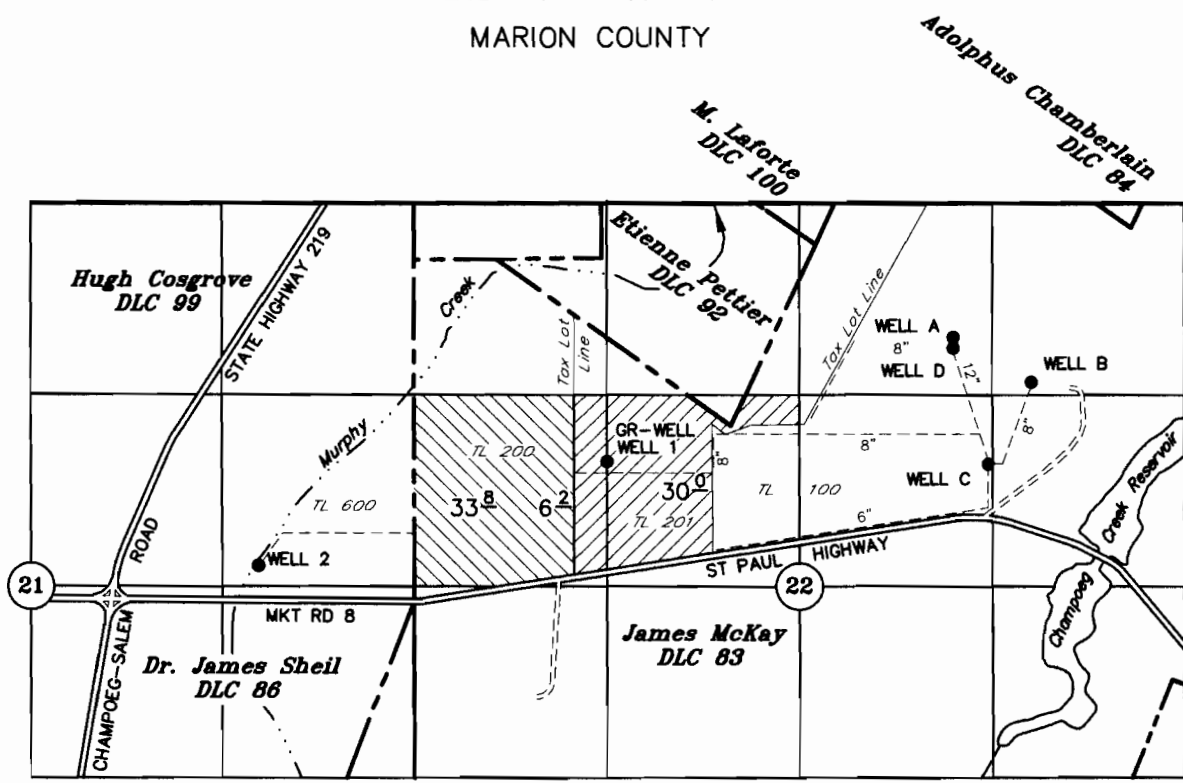 MARION COUNTY
Adolphus Chamberlain
DLC 84
M. Laforte
DLC 100
Etienne Pettier
DLC 92
Hugh Cosgrove
DLC 99
STATE HIGHWAY 219
Creek
Tax Lot
Line
Tax Lot Line
WELL A
8"
WELL D
12"
WELL B
8"
Murphy
TL 200
GR-WELL
WELL 1
8"
8"
WELL C
Creek Reservoir
TL 600
33 8
6 2
30 0
TL 100
TL 201
6"
ROAD
WELL 2
ST PAUL HIGHWAY
21
22
MKT RD 8
Champoeg
James McKay
DLC 83
Dr. James Sheil
DLC 86
CHAMPOEG-SALEM